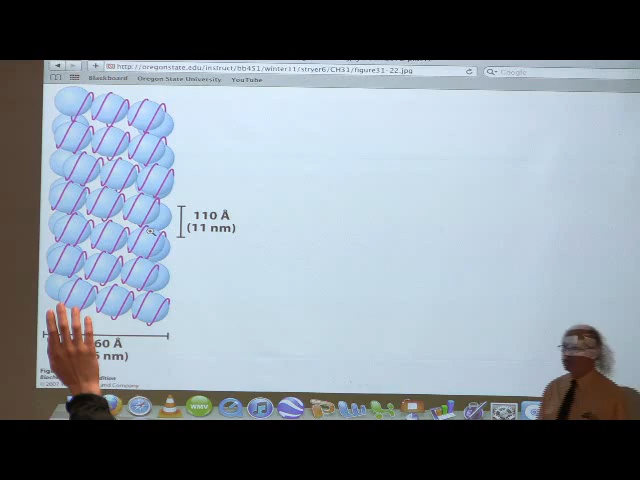 http://oregonstate.edu/instruct/bb451/winter11/stryer6/CH31/figure31-22.jpg
Google
Blackboard Oregon State University YouTube
110 Å
(11 nm)
60 Å
nm)
WMV